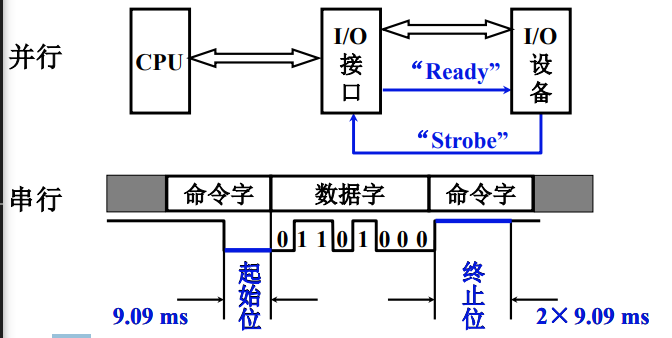 并行
CPU
I/O
接
口
I/O
设
备
“Ready”
“Strobe”
串行
命令字
数据字
命令字
0 1 1 0 1 0 0 0
起
始
位
终
止
位
9.09 ms
2×9.09 ms